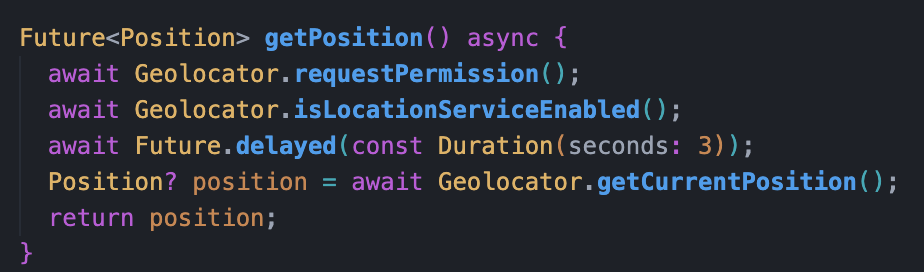 Future<Position> getPosition() async {
  await Geolocator.requestPermission();
  await Geolocator.isLocationServiceEnabled();
  await Future.delayed(const Duration(seconds: 3));
  Position? position = await Geolocator.getCurrentPosition();
  return position;
}